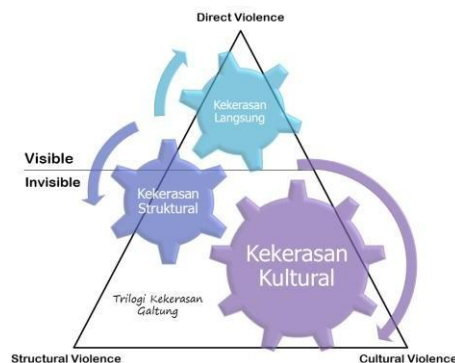 Direct Violence
Kekerasan
Langsung
Visible
Invisible
Kekerasan
Struktural
Kekerasan
Kultural
Trilogi Kekerasan
Galtung
Structural Violence
Cultural Violence